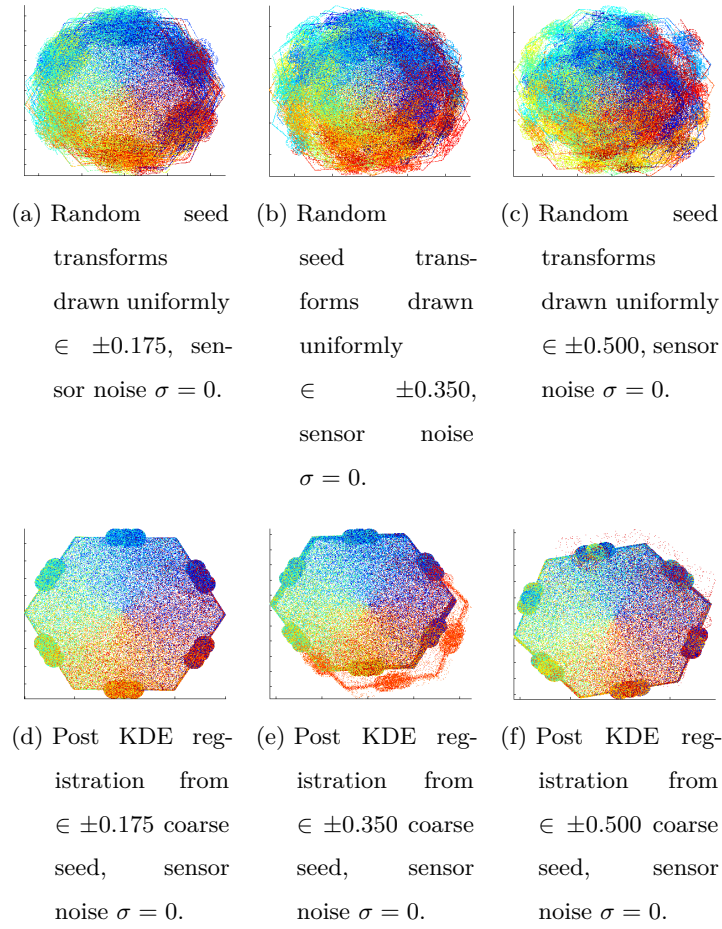 (a) Random seed
transforms
drawn uniformly
∈ ±0.175, sen-
sor noise σ = 0.
(b) Random
seed trans-
forms drawn
uniformly
∈ ±0.350,
sensor noise
σ = 0.
(c) Random seed
transforms
drawn uniformly
∈ ±0.500, sensor
noise σ = 0.
(d) Post KDE reg-
istration from
∈ ±0.175 coarse
seed, sensor
noise σ = 0.
(e) Post KDE reg-
istration from
∈ ±0.350 coarse
seed, sensor
noise σ = 0.
(f) Post KDE reg-
istration from
∈ ±0.500 coarse
seed, sensor
noise σ = 0.